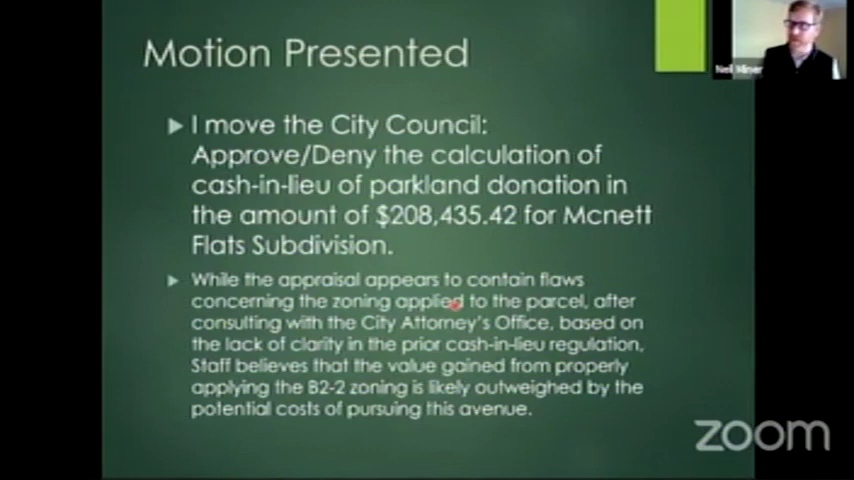 Motion Presented
Neil Miner
I move the City Council:
Approve/Deny the calculation of
cash-in-lieu of parkland donation in
the amount of $208,435.42 for Mcnett
Flats Subdivision.
While the appraisal appears to contain flaws
concerning the zoning applied to the parcel, after
consulting with the City Attorney's Office, based on
the lack of clarity in the prior cash-in-lieu regulation,
Staff believes that the value gained from properly
applying the B2-2 zoning is likely outweighed by the
potential costs of pursuing this avenue.
zoom